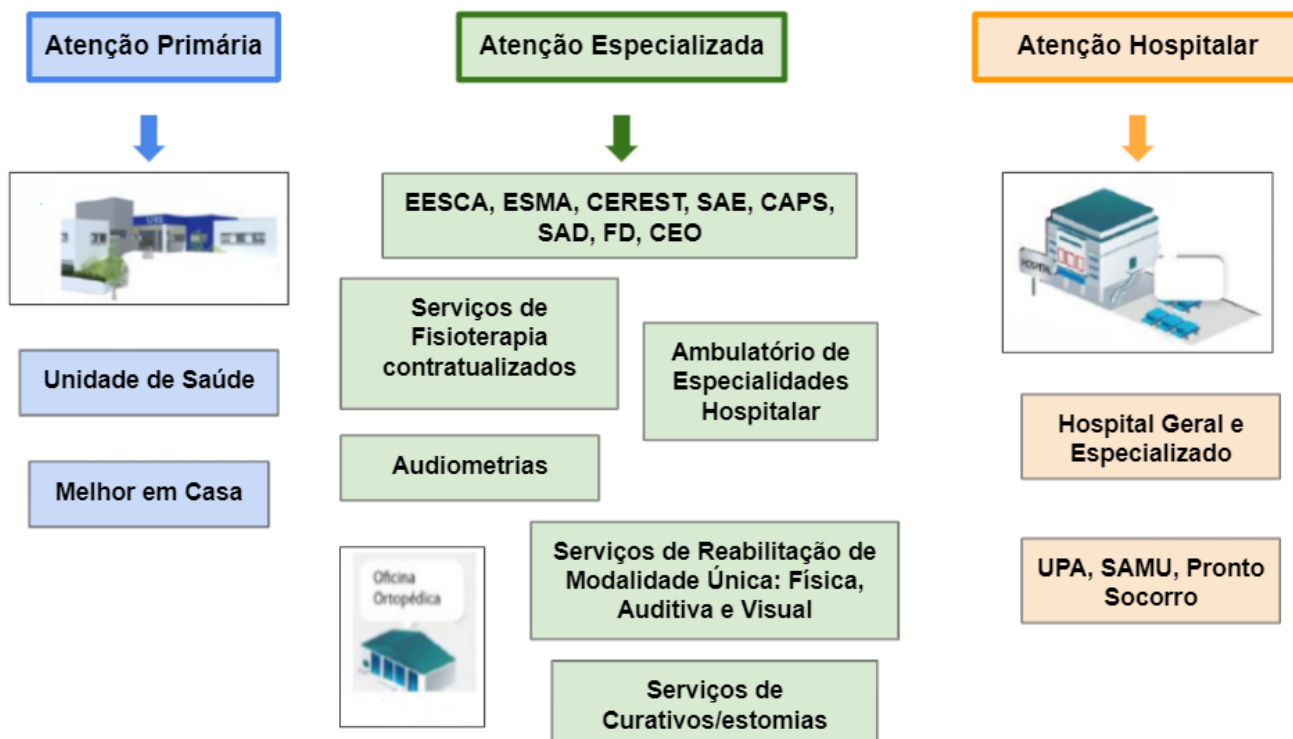 Atenção Primária
Atenção Especializada
Atenção Hospitalar
UBS
Unidade de Saúde
Melhor em Casa
EESCA, ESMA, CEREST, SAE, CAPS,
SAD, FD, CEO
Serviços de
Fisioterapia
contratualizados
Ambulatório de
Especialidades
Hospitalar
Audiometrias
Oficina
Ortopédica
Serviços de Reabilitação de
Modalidade Única: Física,
Auditiva e Visual
Serviços de
Curativos/estomias
HOSPITAL
Hospital Geral e
Especializado
UPA, SAMU, Pronto
Socorro